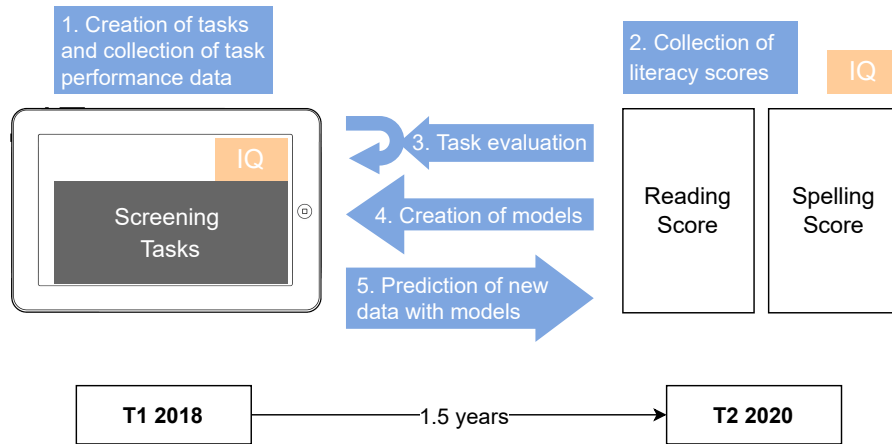 1. Creation of tasks
and collection of task
performance data
2. Collection of
literacy scores
IQ
IQ
Screening
Tasks
3. Task evaluation
4. Creation of models
5. Prediction of new
data with models
Reading
Score
Spelling
Score
T1 2018
1.5 years
T2 2020